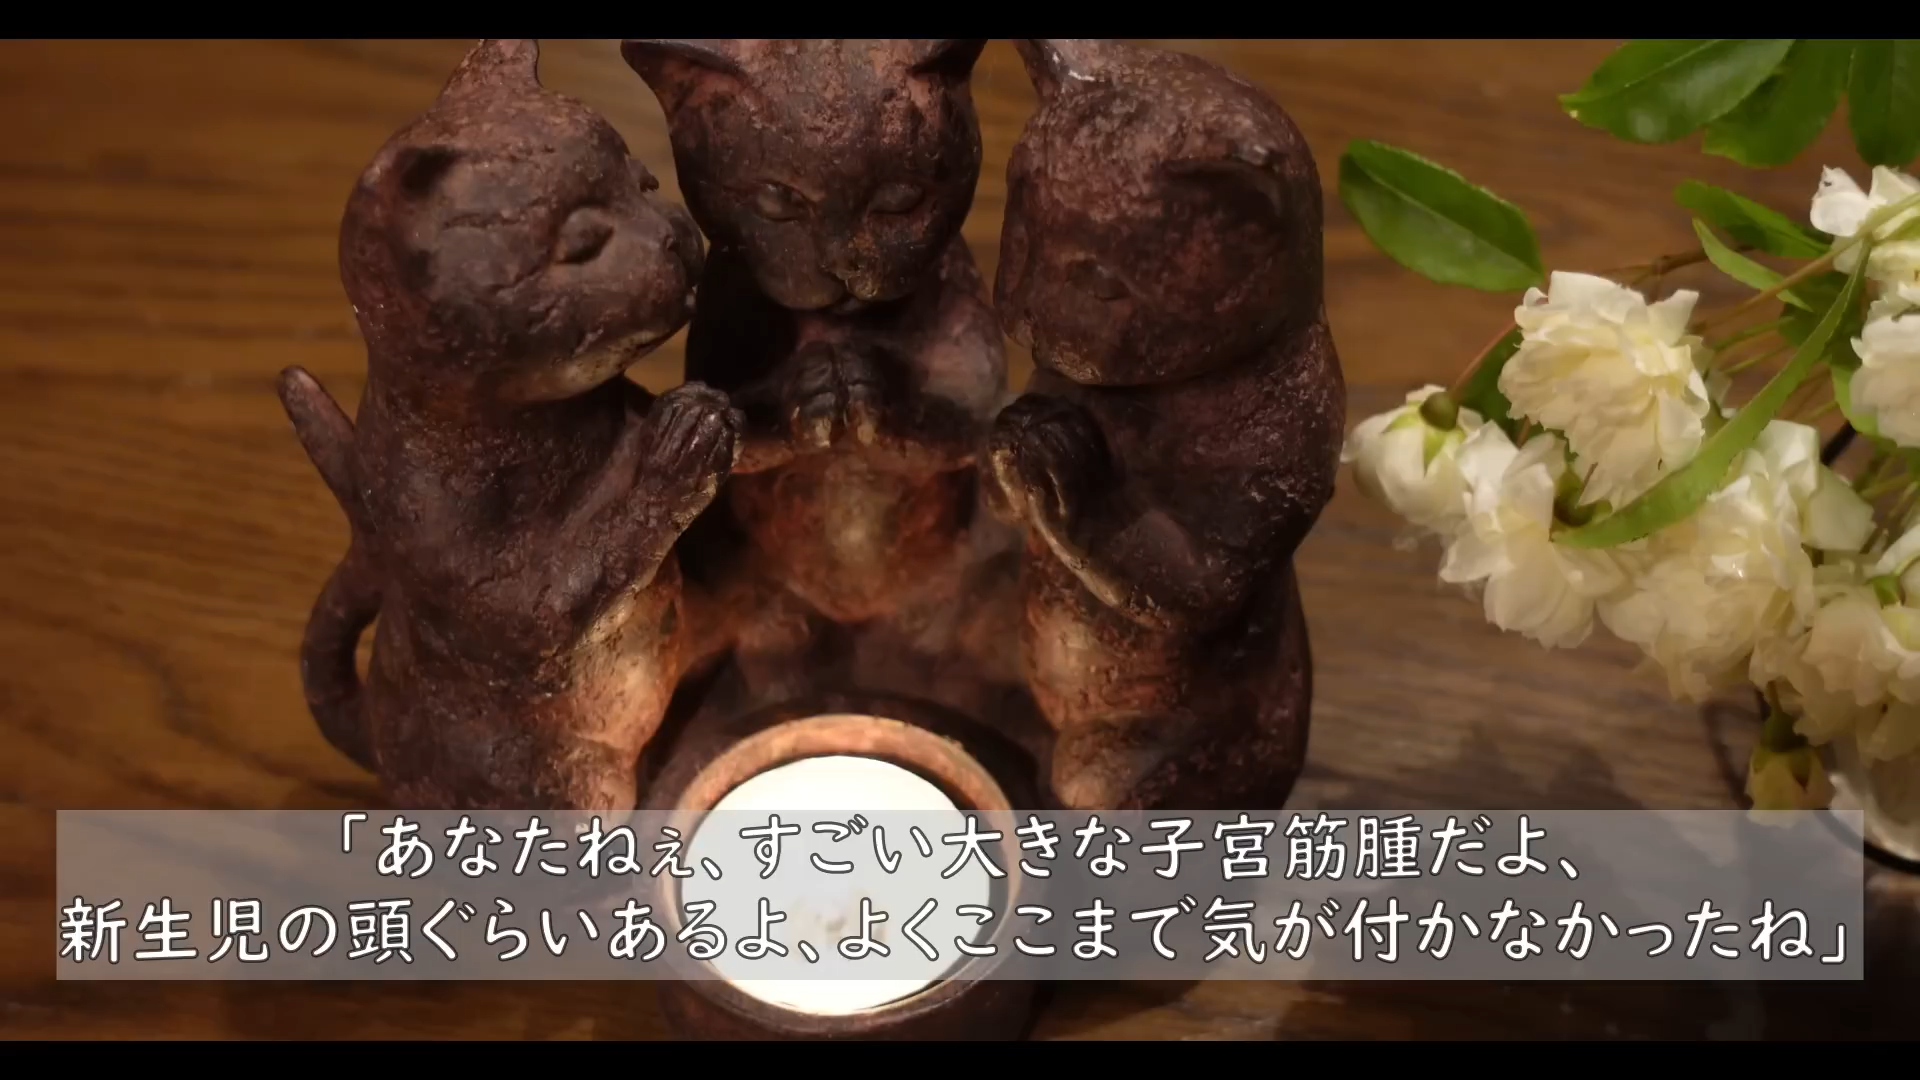 「あなたねぇ、すごい大きな子宮筋腫だよ、
新生児の頭ぐらいあるよ、よくここまで気が付かなかったね」